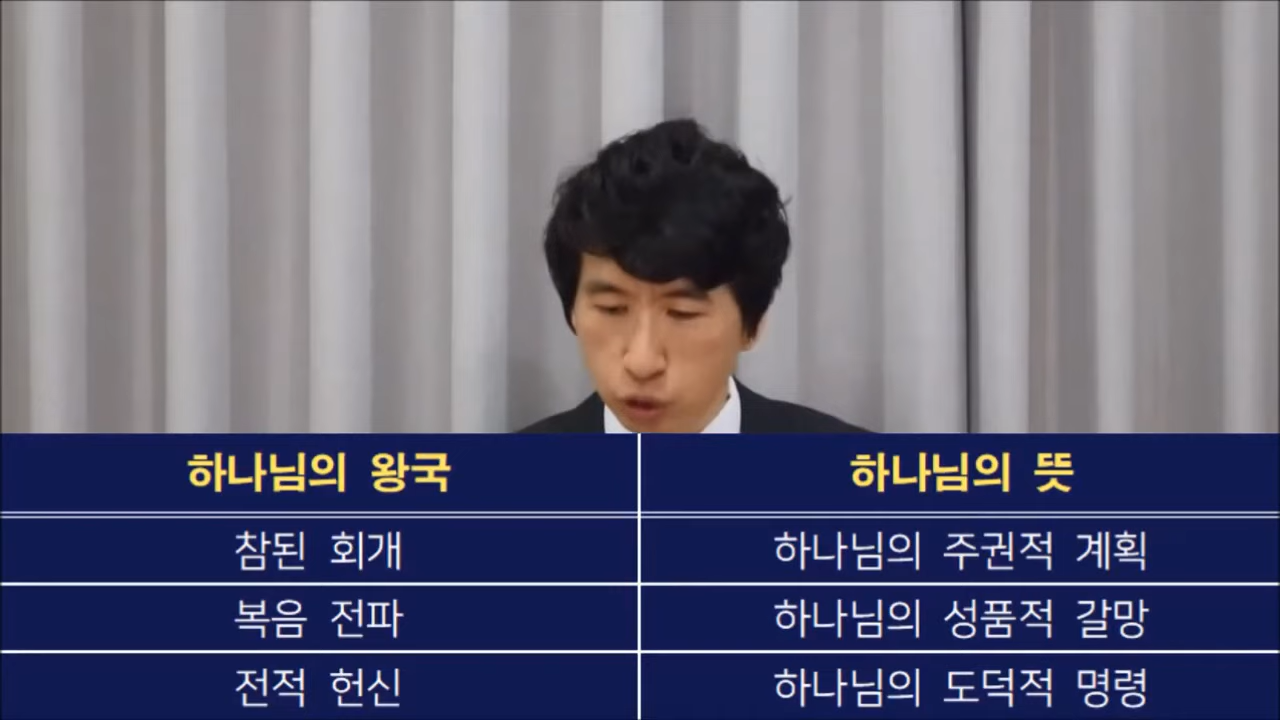 하나님의 왕국 하나님의 뜻
참된 회개 하나님의 주권적 계획
복음 전파 하나님의 성품적 갈망
전적 헌신 하나님의 도덕적 명령